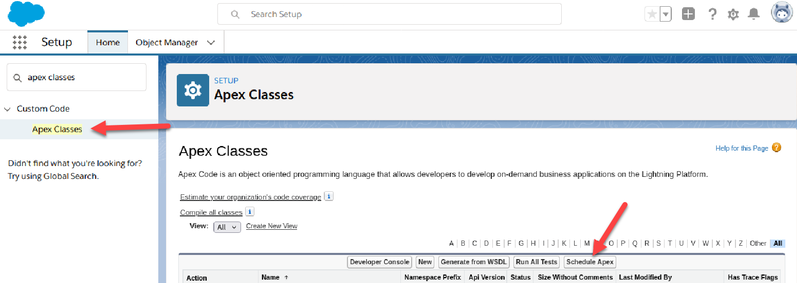 salesforce
Search Setup
Setup
Home
Object Manager
apex classes
Custom Code
Apex Classes
Didn't find what you're looking for?
Try using Global Search.
SETUP
Apex Classes
Apex Classes
Help for this Page
Apex Code is an object oriented programming language that allows developers to develop on-demand business applications on the Lightning Platform.
Estimate your organization's code coverage
Compile all classes
View: All Create New View
A B C D E F G H I J K L M O P Q R S T U V W X Y Z Other All
Developer Console New Generate from WSDL Run All Tests Schedule Apex
Action Name ↑ Namespace Prefix Api Version Status Size Without Comments Last Modified By Has Trace Flags